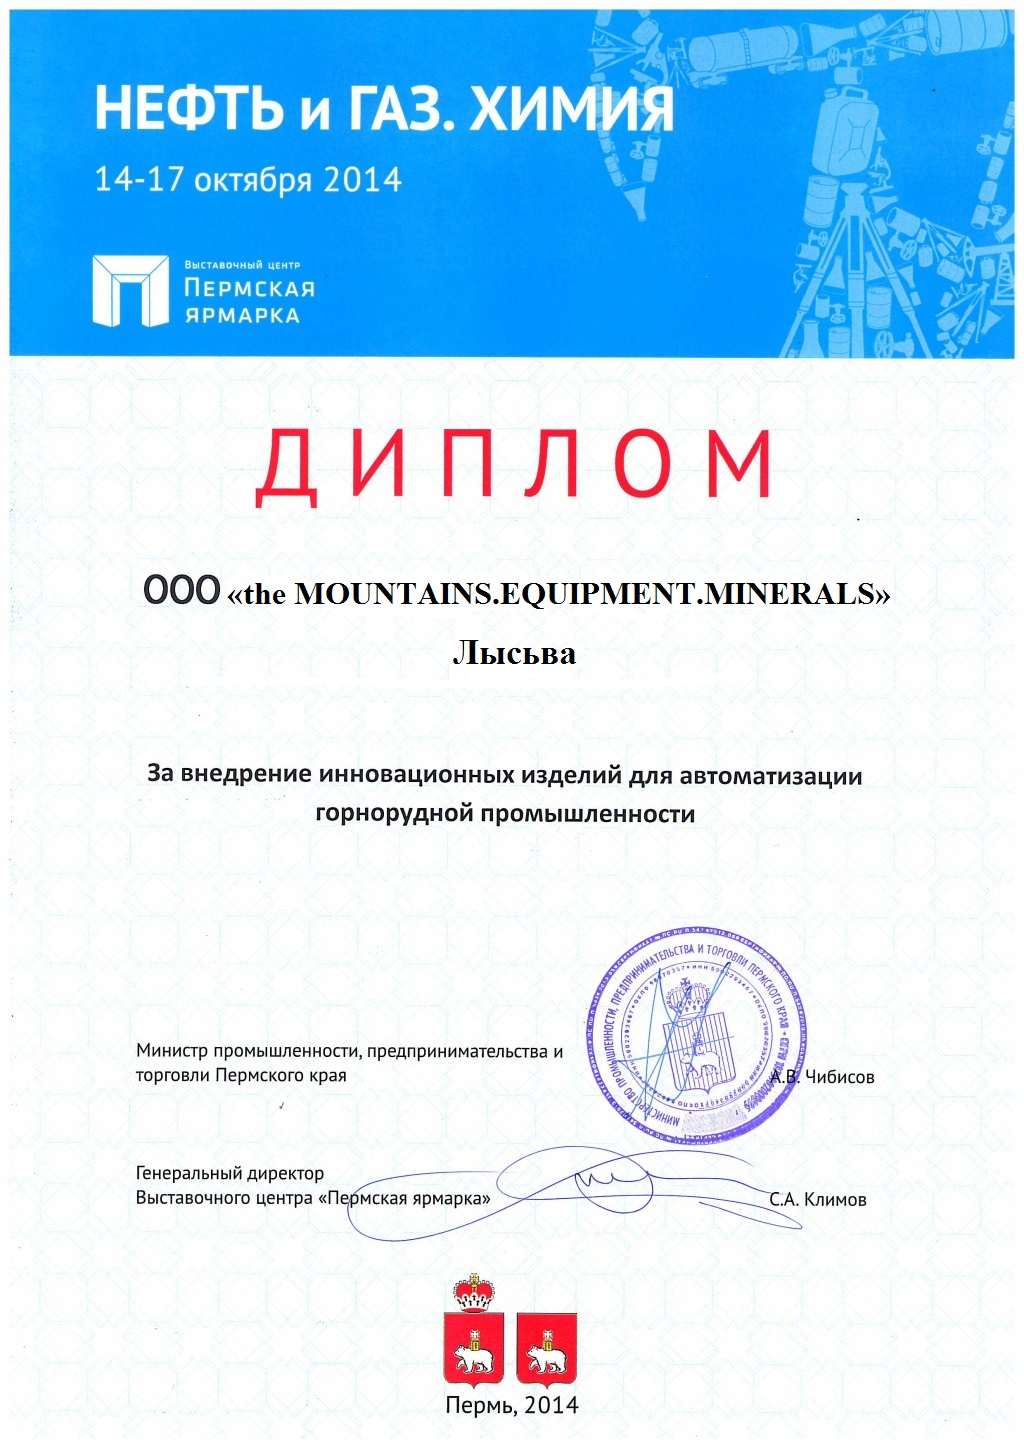 НЕФТЬ и ГАЗ. ХИМИЯ
14-17 октября 2014
ВЫСТАВОЧНЫЙ ЦЕНТР
ПЕРМСКАЯ
ЯРМАРКА
ДИПЛОМ
ООО «the MOUNTAINS.EQUIPMENT.MINERALS»
Лысьва
За внедрение инновационных изделий для автоматизации
горнорудной промышленности
МИНИСТЕРСТВО ПРОМЫШЛЕННОСТИ, ПРЕДПРИНИМАТЕЛЬСТВА И ТОРГОВЛИ ПЕРМСКОГО КРАЯ
Министр промышленности, предпринимательства и
торговли Пермского края
А.В. Чибисов
Генеральный директор
Выставочного центра «Пермская ярмарка»
С.А. Климов
Пермь, 2014